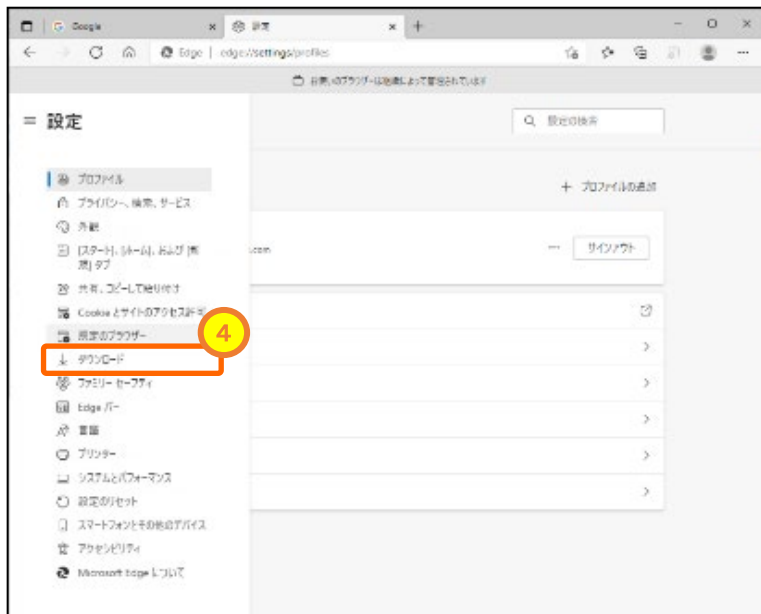 Google
設定
Edge | edge://settings/profiles
お使いのブラウザーは組織によって管理されています
設定
設定の検索
プロファイル
プライバシー、検索、サービス
外観
[スタート]、[ホーム]、および [新
規] タブ
共有、コピーして貼り付け
Cookie とサイトのアクセス許可
既定のブラウザー
ダウンロード
ファミリー セーフティ
Edge バー
言語
プリンター
システムとパフォーマンス
設定のリセット
スマートフォンとその他のデバイス
アクセシビリティ
Microsoft Edge について
4
プロファイルの追加
.com
サインアウト